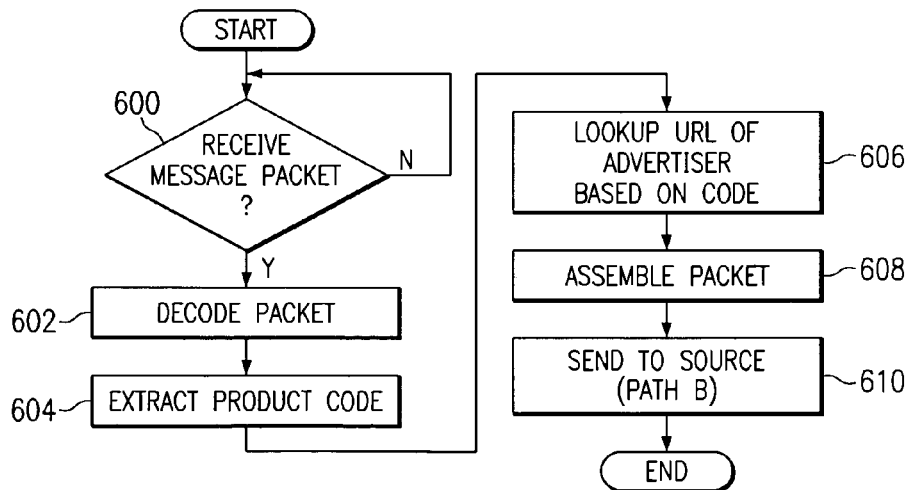 START
600
RECEIVE
MESSAGE PACKET
?
N
Y
602
DECODE PACKET
604
EXTRACT PRODUCT CODE
LOOKUP URL OF
ADVERTISER
BASED ON CODE
606
ASSEMBLE PACKET
608
SEND TO SOURCE
(PATH B)
610
END